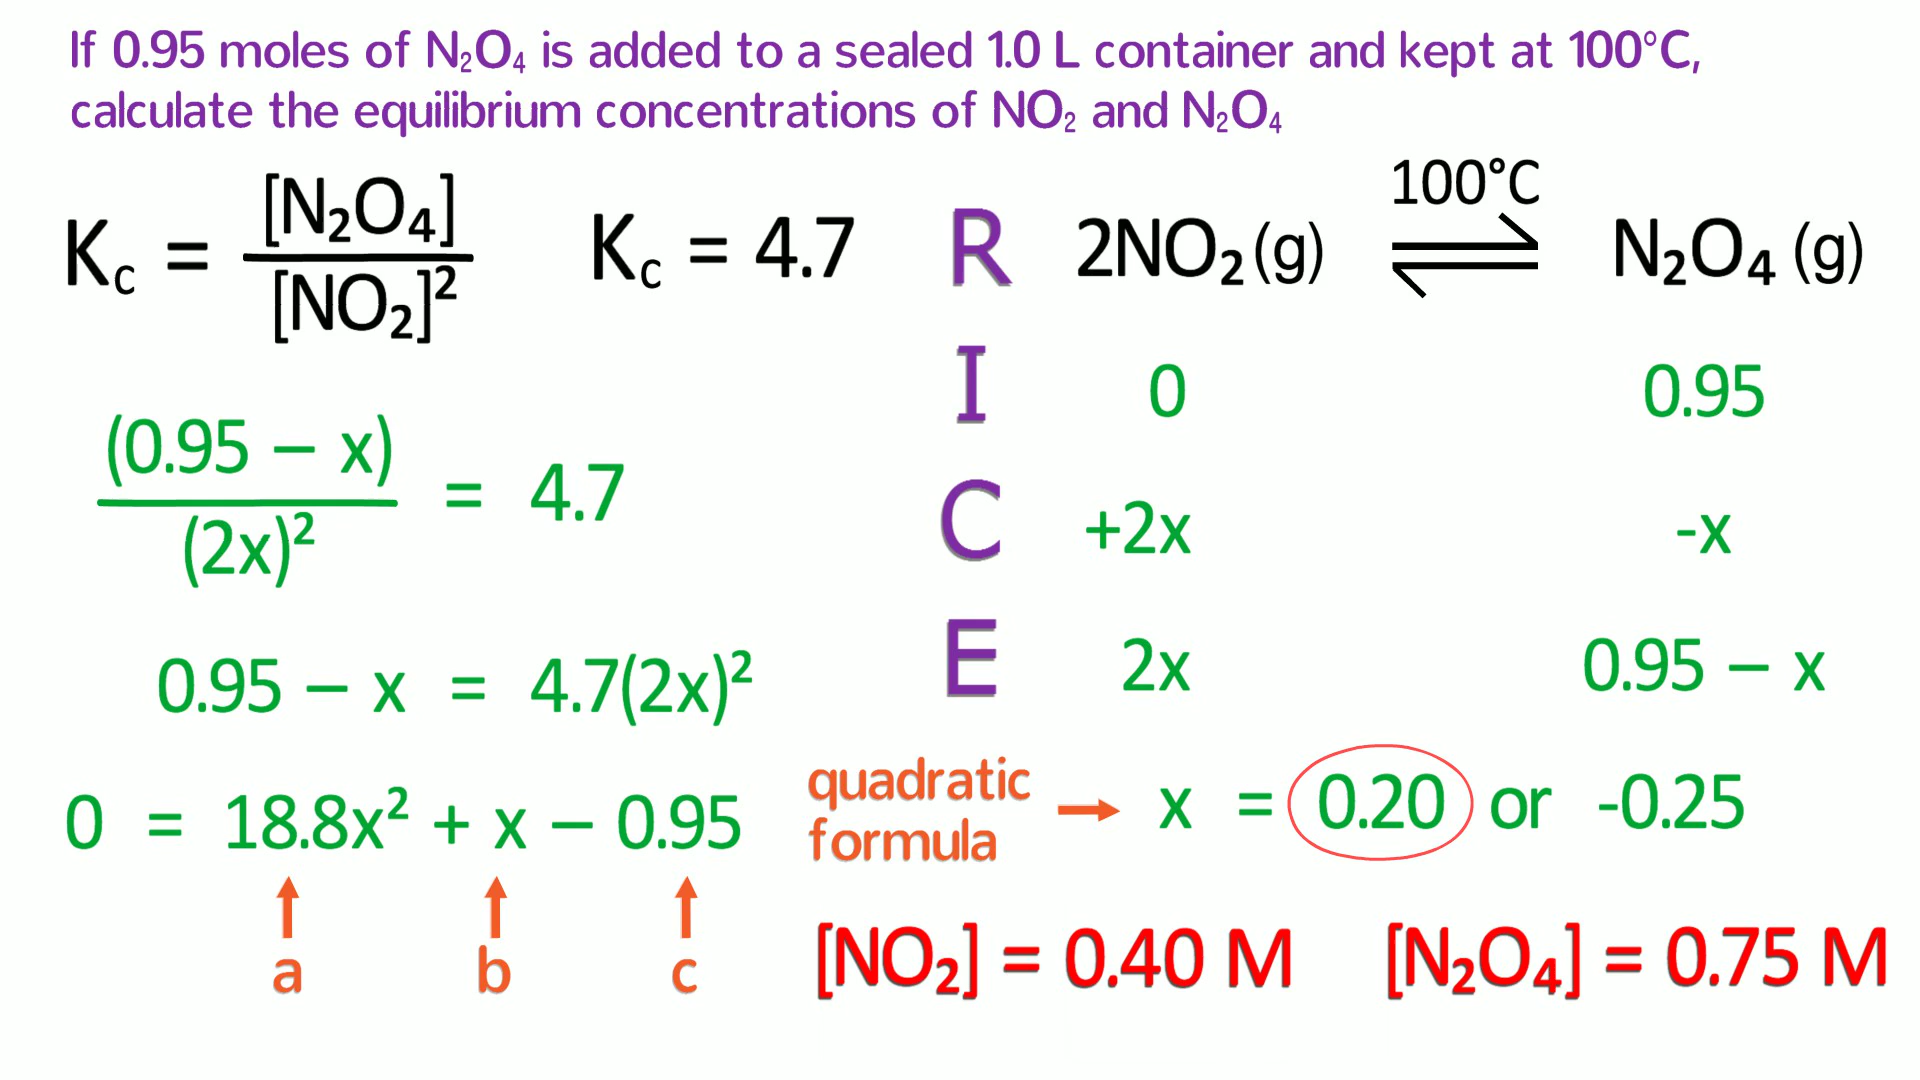 If 0.95 moles of N₂O₄ is added to a sealed 1.0 L container and kept at 100°C,
calculate the equilibrium concentrations of NO₂ and N₂O₄
K꜀ = [N₂O₄] / [NO₂]²
K꜀ = 4.7
R 2NO₂ (g) ⇌ N₂O₄ (g)
100°C
I 0 0.95
C +2x -x
E 2x 0.95 – x
(0.95 – x) / (2x)² = 4.7
0.95 – x = 4.7(2x)²
0 = 18.8x² + x – 0.95
a b c
quadratic
formula
→ x = 0.20 or -0.25
[NO₂] = 0.40 M [N₂O₄] = 0.75 M